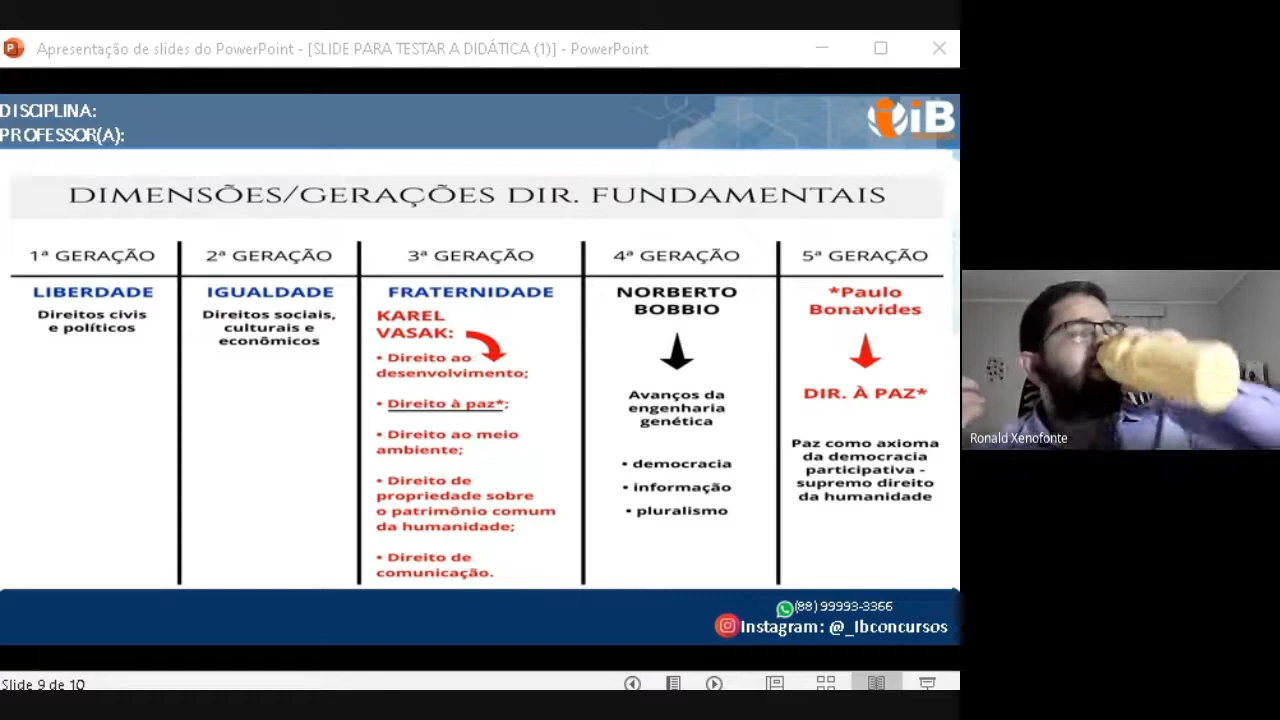 Apresentação de slides do PowerPoint - [SLIDE PARA TESTAR A DIDÁTICA (1)] - PowerPoint
DISCIPLINA:
PROFESSOR(A):
iB
DIMENSÕES/GERAÇÕES DIR. FUNDAMENTAIS
1ª GERAÇÃO
LIBERDADE
Direitos civis
e políticos
2ª GERAÇÃO
IGUALDADE
Direitos sociais,
culturais e
econômicos
3ª GERAÇÃO
FRATERNIDADE
KAREL
VASAK:
• Direito ao
desenvolvimento;
• Direito à paz*;
• Direito ao meio
ambiente;
• Direito de
propriedade sobre
o patrimônio comum
da humanidade;
• Direito de
comunicação.
4ª GERAÇÃO
NORBERTO
BOBBIO
Avanços da
engenharia
genética
• democracia
• informação
• pluralismo
5ª GERAÇÃO
*Paulo
Bonavides
DIR. À PAZ*
Paz como axioma
da democracia
participativa -
supremo direito
da humanidade
(88) 99993-3366
Instagram: @_Ibconcursos
Slide 9 de 10
Ronald Xenofonte